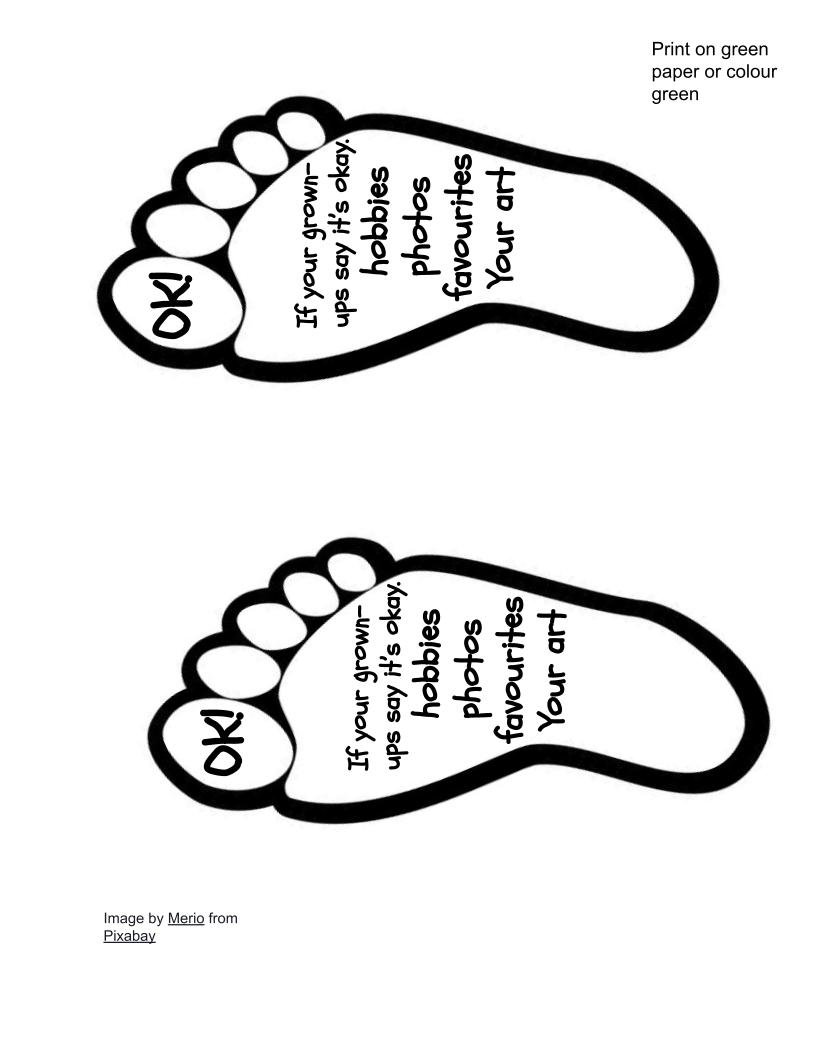 Print on green
paper or colour
green
OK!
If your grown-
ups say it's okay.
hobbies
photos
favourites
Your art
OK!
If your grown-
ups say it's okay.
hobbies
photos
favourites
Your art
Image by Merio from
Pixabay